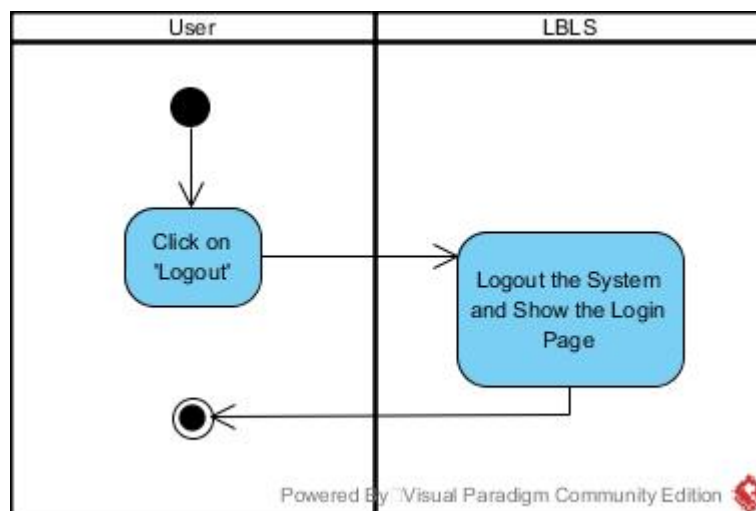 User
LBLS
Click on
'Logout'
Logout the System
and Show the Login
Page
Powered By Visual Paradigm Community Edition